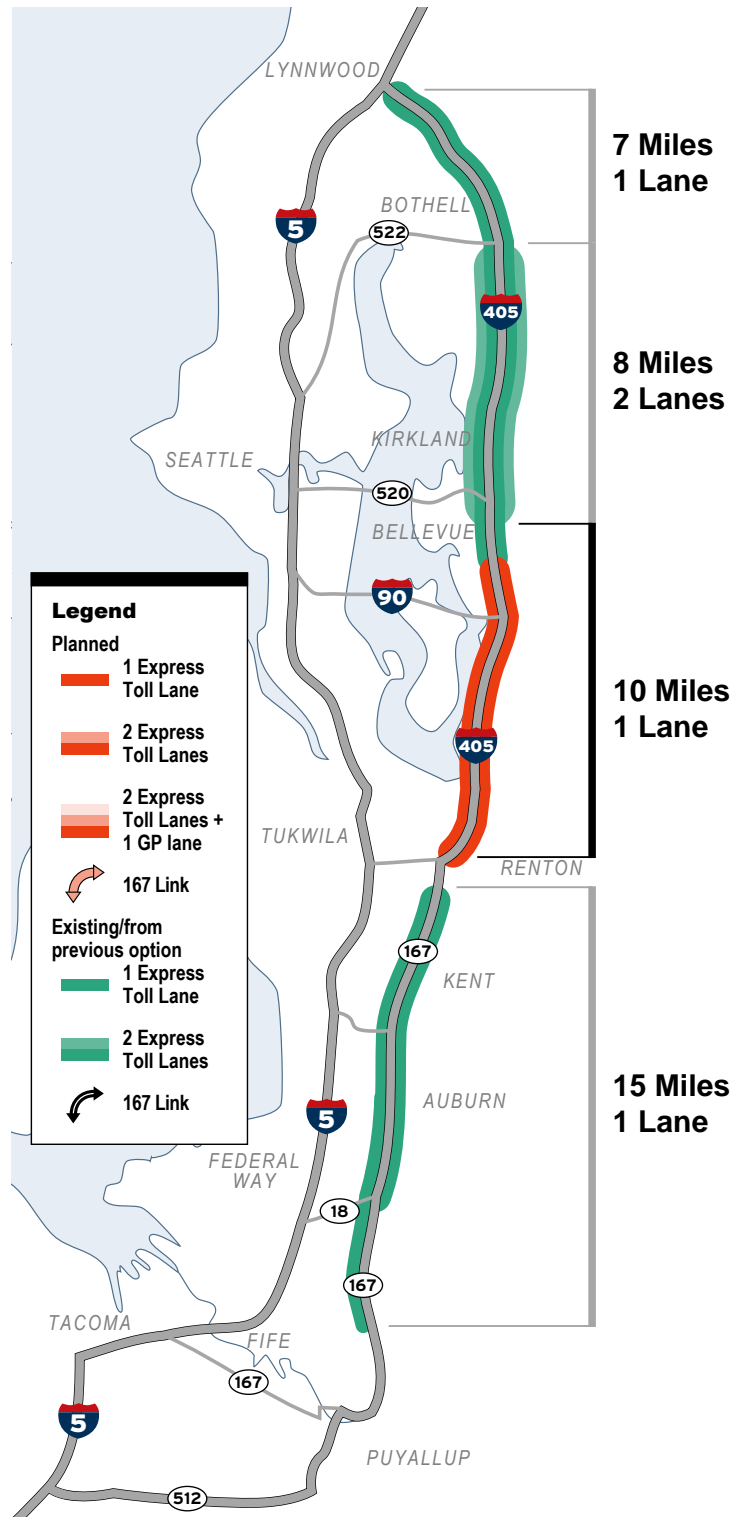 LYNNWOOD
7 Miles
1 Lane
BOTHELL
5
522
405
8 Miles
2 Lanes
KIRKLAND
SEATTLE
520
BELLEVUE
90
Legend
Planned
1 Express
Toll Lane
2 Express
Toll Lanes
2 Express
Toll Lanes +
1 GP lane
167 Link
Existing/from
previous option
1 Express
Toll Lane
2 Express
Toll Lanes
167 Link
10 Miles
1 Lane
405
TUKWILA
RENTON
167
KENT
15 Miles
1 Lane
AUBURN
5
FEDERAL
WAY
18
167
TACOMA
FIFE
167
5
PUYALLUP
512